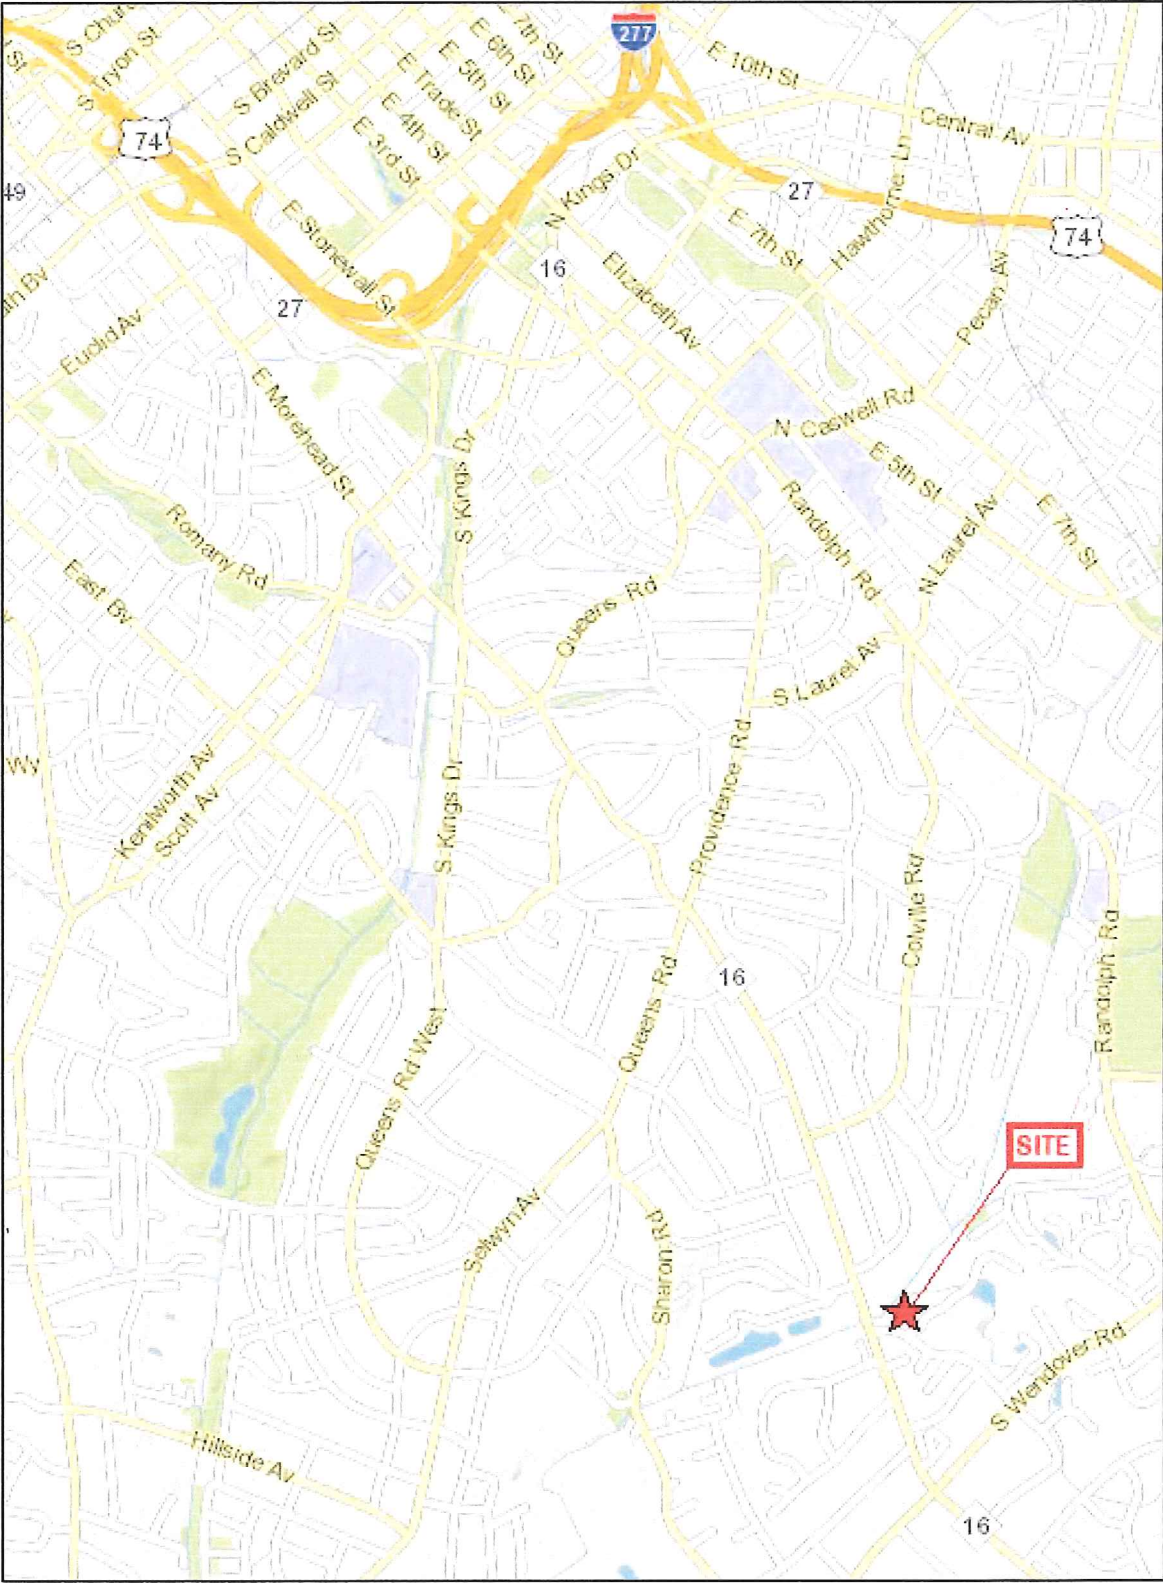 277
E 7th St
E 6th St
E 5th St
E Trade St
E 4th St
E 3rd St
S Brevard St
S Caldwell St
S Tryon St
E 10th St
Central Av
74
49
N Kings Dr
27
Hawthorne Ln
74
E 7th St
E Stonewall St
16
Elizabeth Av
27
Pecan Av
Euclid Av
E Morehead St
N Caswell Rd
S Kings Dr
E 5th St
Randolph Rd
N Laurel Av
E 7th St
Romany Rd
East Bv
Queens Rd
S Laurel Av
Wy
Kenilworth Av
Scott Av
S Kings Dr
Providence Rd
Colville Rd
Randolph Rd
Queens Rd
16
Queens Rd West
SITE
Selwyn Av
Sharon Rd
S Wendover Rd
Hillside Av
16